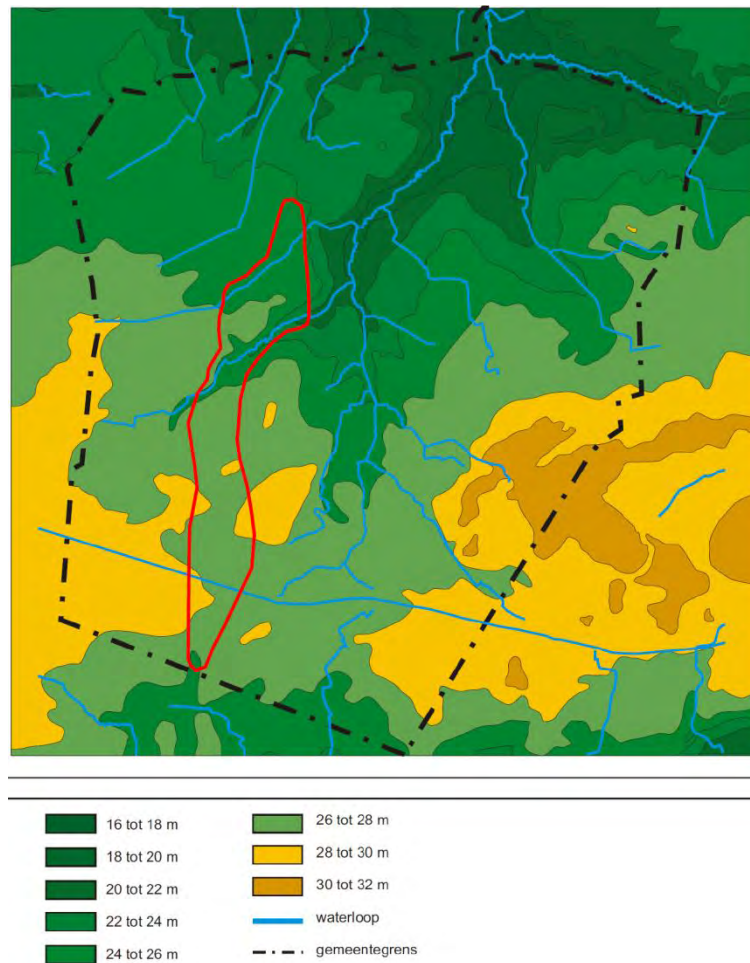 16 tot 18 m
18 tot 20 m
20 tot 22 m
22 tot 24 m
24 tot 26 m
26 tot 28 m
28 tot 30 m
30 tot 32 m
waterloop
gemeentegrens